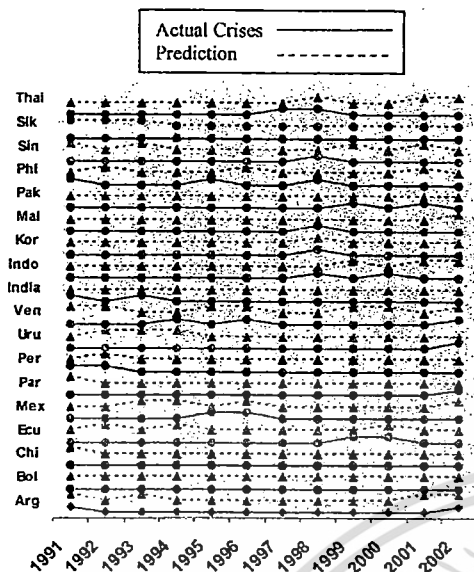 Actual Crises
Prediction
Thai
Slk
Sin
Phl
Pak
Mal
Kor
Indo
India
Ven
Uru
Per
Par
Mex
Ecu
Chi
Bol
Arg
1991
1992
1993
1994
1995
1996
1997
1998
1999
2000
2001
2002